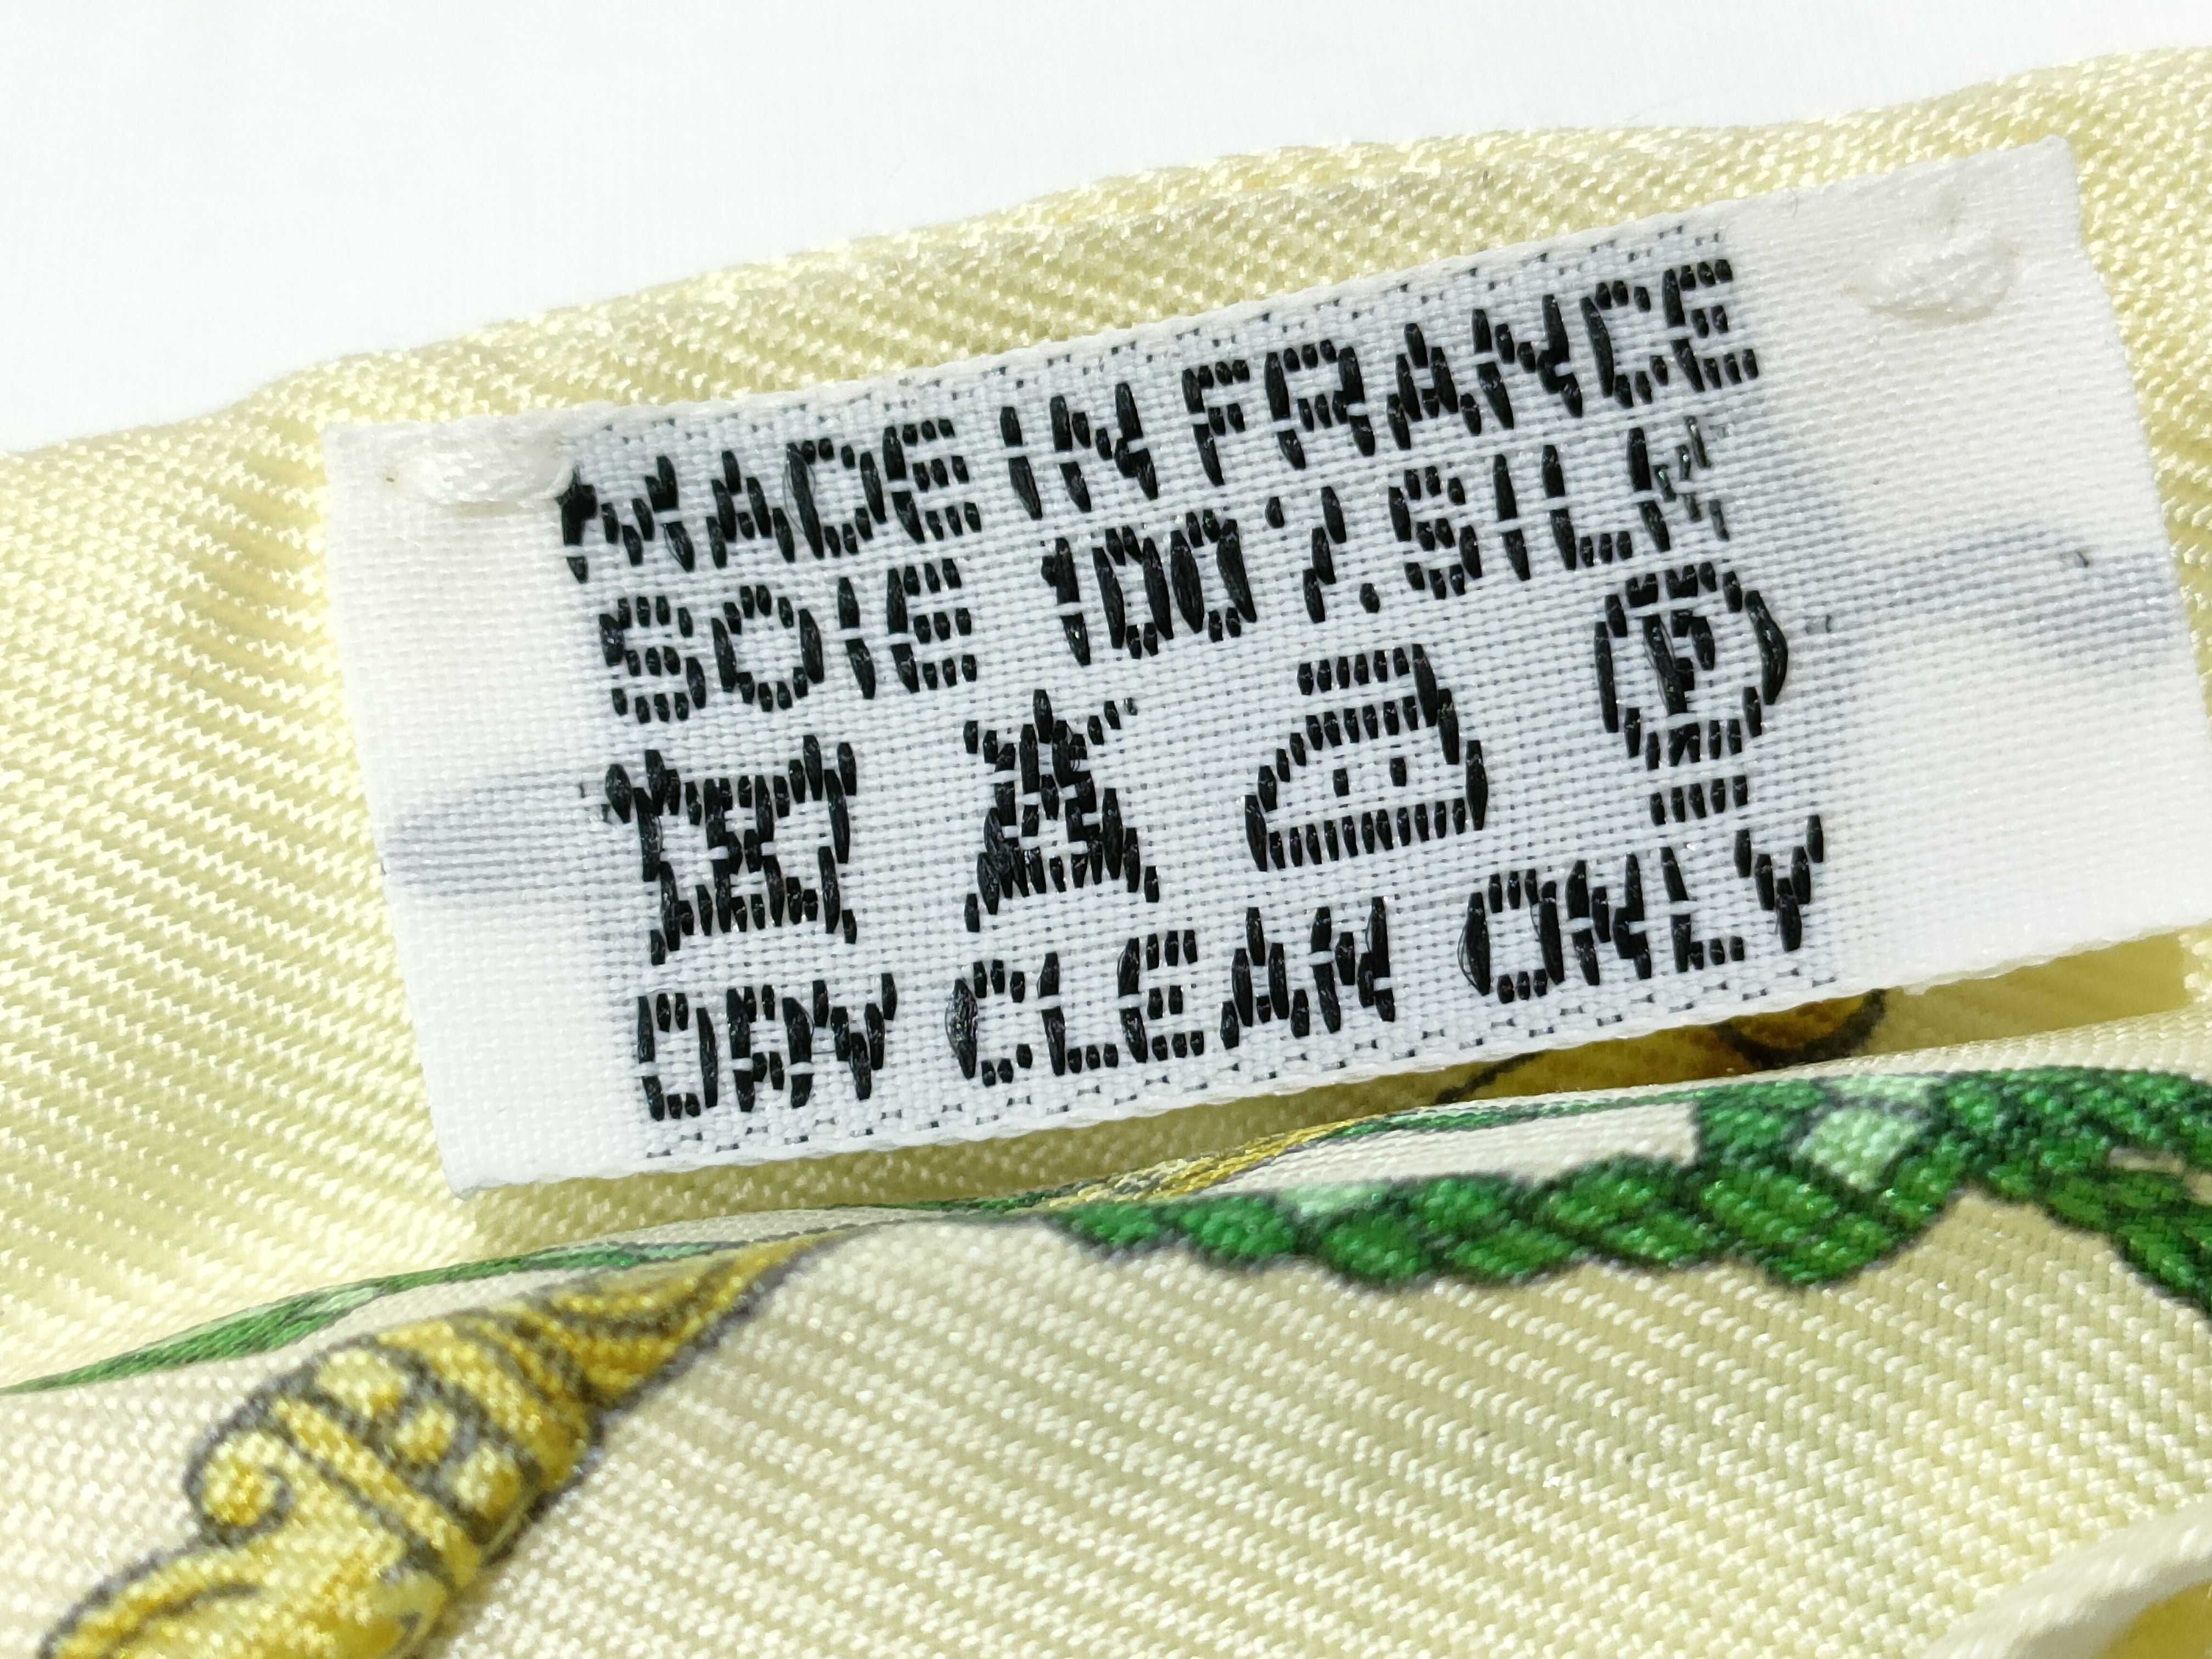 MADE IN FRANCE
SOIE 100 % SILK
P
DRY CLEAN ONLY